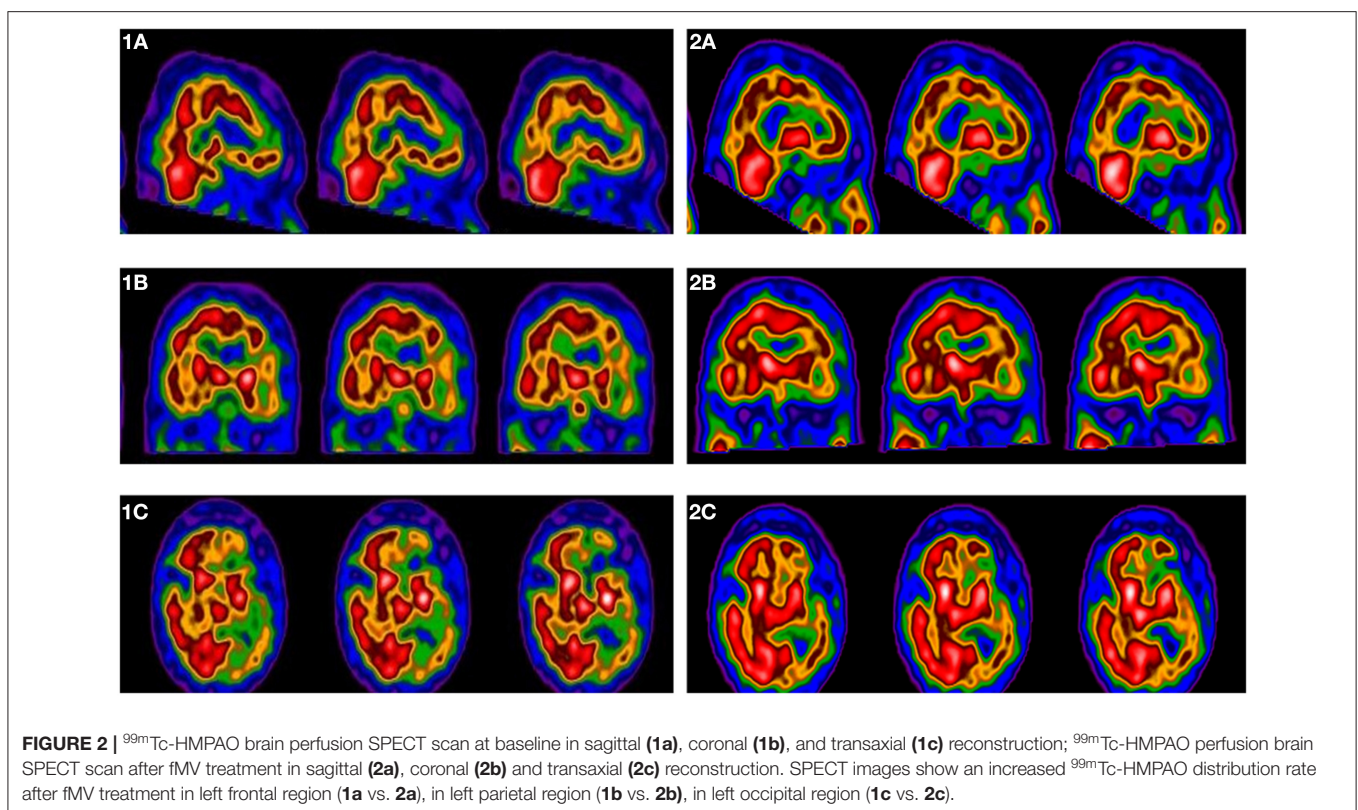 1A
2A
1B
2B
1C
2C
FIGURE 2 | 99mTc-HMPAO brain perfusion SPECT scan at baseline in sagittal (1a), coronal (1b), and transaxial (1c) reconstruction; 99mTc-HMPAO perfusion brain
SPECT scan after fMV treatment in sagittal (2a), coronal (2b) and transaxial (2c) reconstruction. SPECT images show an increased 99mTc-HMPAO distribution rate
after fMV treatment in left frontal region (1a vs. 2a), in left parietal region (1b vs. 2b), in left occipital region (1c vs. 2c).